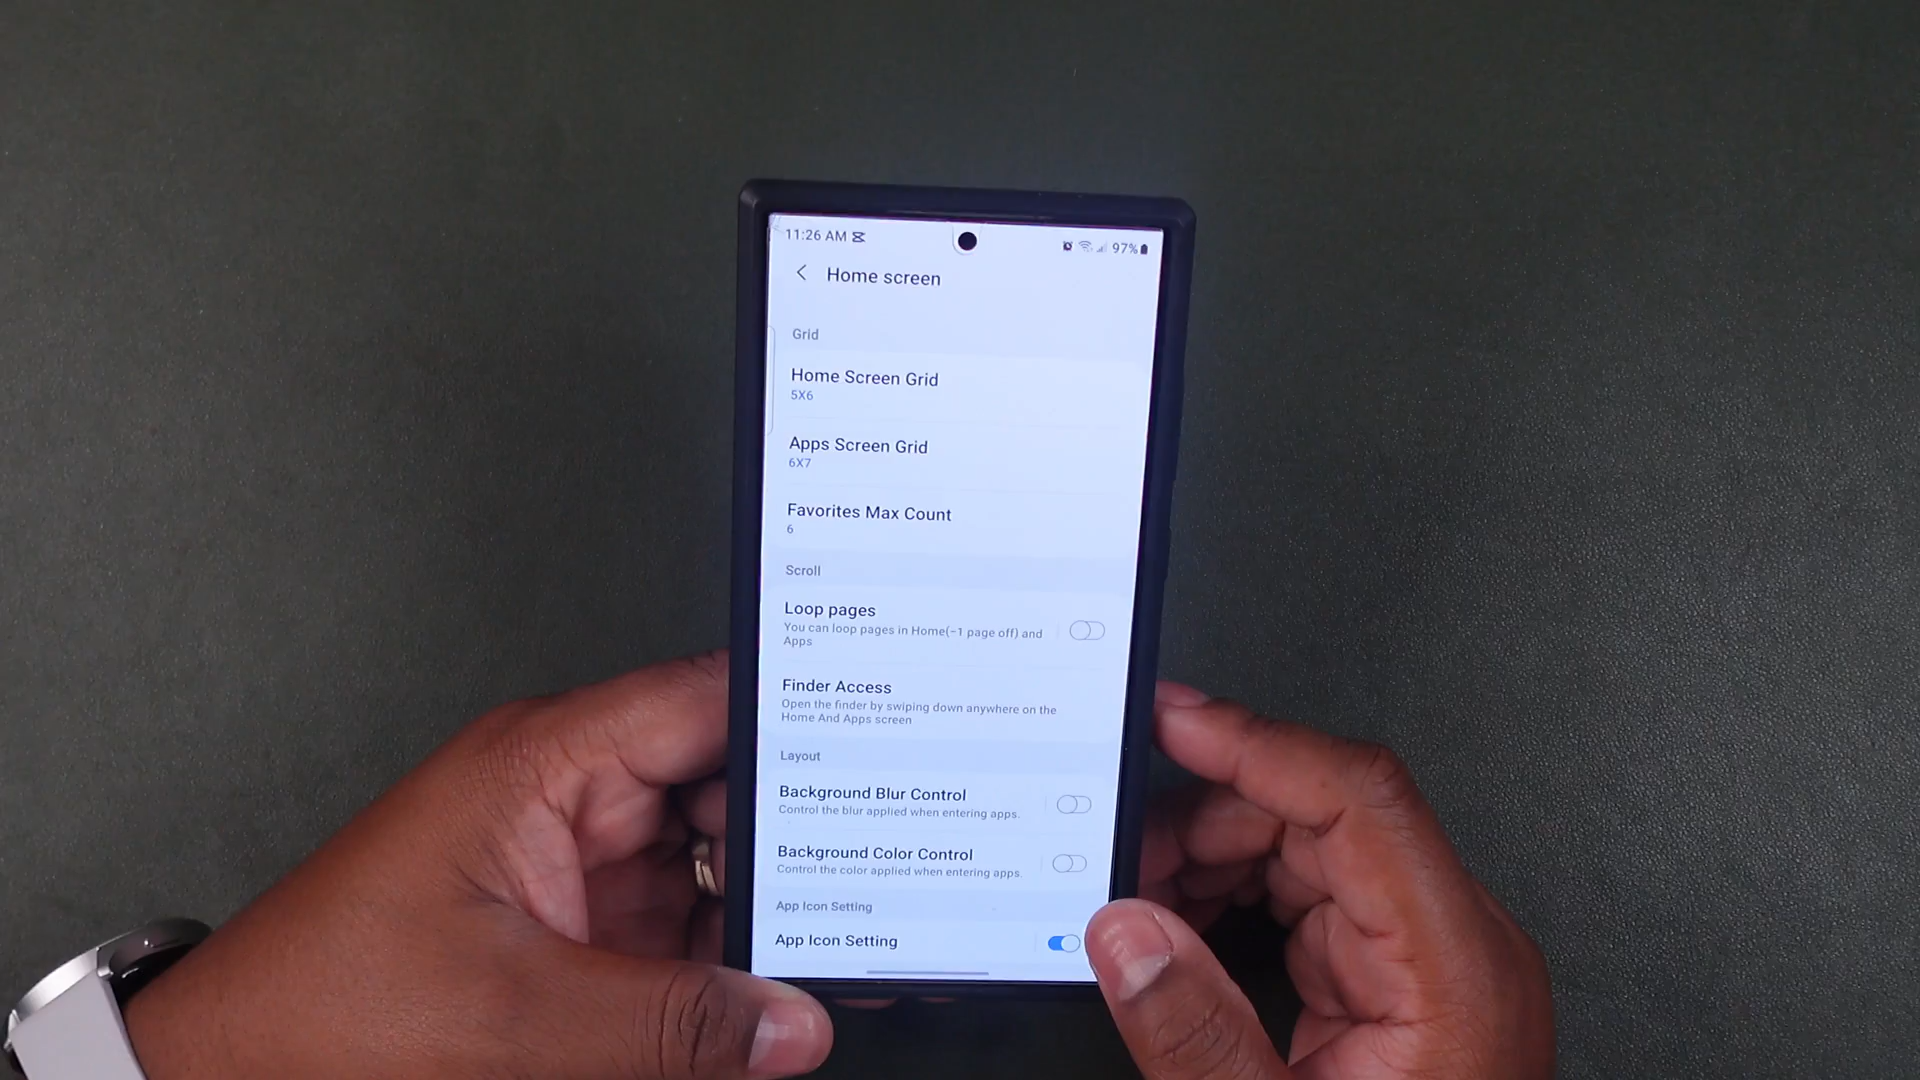 11:26 AM
97%
Home screen
Grid
Home Screen Grid
5X6
Apps Screen Grid
6X7
Favorites Max Count
6
Scroll
Loop pages
You can loop pages in Home(−1 page off) and
Apps
Finder Access
Open the finder by swiping down anywhere on the
Home And Apps screen
Layout
Background Blur Control
Control the blur applied when entering apps.
Background Color Control
Control the color applied when entering apps.
App Icon Setting
App Icon Setting